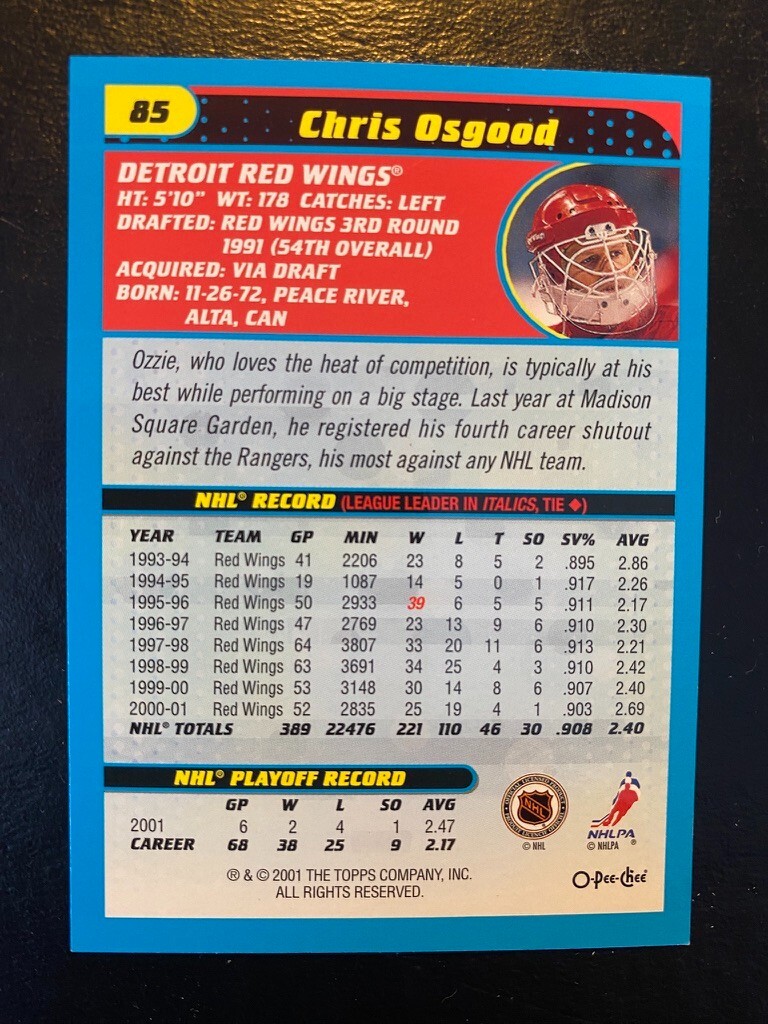 85
Chris Osgood
DETROIT RED WINGS®
HT: 5'10" WT: 178 CATCHES: LEFT
DRAFTED: RED WINGS 3RD ROUND
1991 (54TH OVERALL)
ACQUIRED: VIA DRAFT
BORN: 11-26-72, PEACE RIVER,
ALTA, CAN
Ozzie, who loves the heat of competition, is typically at his
best while performing on a big stage. Last year at Madison
Square Garden, he registered his fourth career shutout
against the Rangers, his most against any NHL team.
NHL® RECORD (LEAGUE LEADER IN ITALICS, TIE ◆)
YEAR TEAM GP MIN W L T SO SV% AVG
1993-94 Red Wings 41 2206 23 8 5 2 .895 2.86
1994-95 Red Wings 19 1087 14 5 0 1 .917 2.26
1995-96 Red Wings 50 2933 39 6 5 5 .911 2.17
1996-97 Red Wings 47 2769 23 13 9 6 .910 2.30
1997-98 Red Wings 64 3807 33 20 11 6 .913 2.21
1998-99 Red Wings 63 3691 34 25 4 3 .910 2.42
1999-00 Red Wings 53 3148 30 14 8 6 .907 2.40
2000-01 Red Wings 52 2835 25 19 4 1 .903 2.69
NHL® TOTALS 389 22476 221 110 46 30 .908 2.40
NHL® PLAYOFF RECORD
GP W L SO AVG
2001 6 2 4 1 2.47
CAREER 68 38 25 9 2.17
NHL
© NHL
NHLPA®
© NHLPA
® & © 2001 THE TOPPS COMPANY, INC.
ALL RIGHTS RESERVED.
O-Pee-Chee®